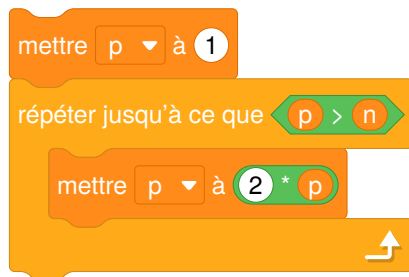 mettre p à 1
répéter jusqu'à ce que p > n
mettre p à 2 * p